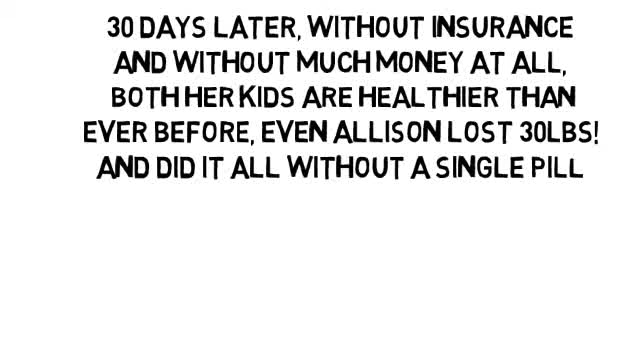 30 DAYS LATER, WITHOUT INSURANCE
AND WITHOUT MUCH MONEY AT ALL,
BOTH HER KIDS ARE HEALTHIER THAN
EVER BEFORE, EVEN ALLISON LOST 30LBS!
AND DID IT ALL WITHOUT A SINGLE PILL